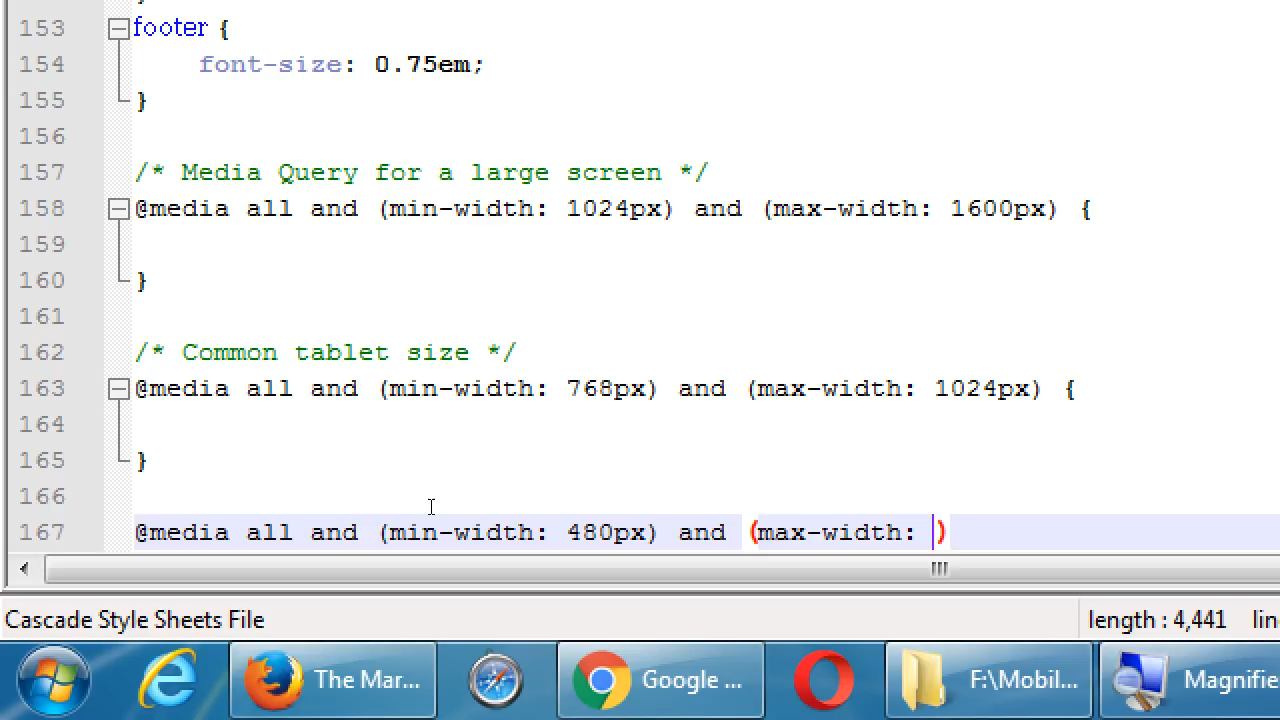 153 footer {
154 font-size: 0.75em;
155 }
156
157 /* Media Query for a large screen */
158 @media all and (min-width: 1024px) and (max-width: 1600px) {
159
160 }
161
162 /* Common tablet size */
163 @media all and (min-width: 768px) and (max-width: 1024px) {
164
165 }
166
167 @media all and (min-width: 480px) and (max-width: )
Cascade Style Sheets File length : 4,441 lin
The Mar... Google ... F:\Mobil... Magnifie